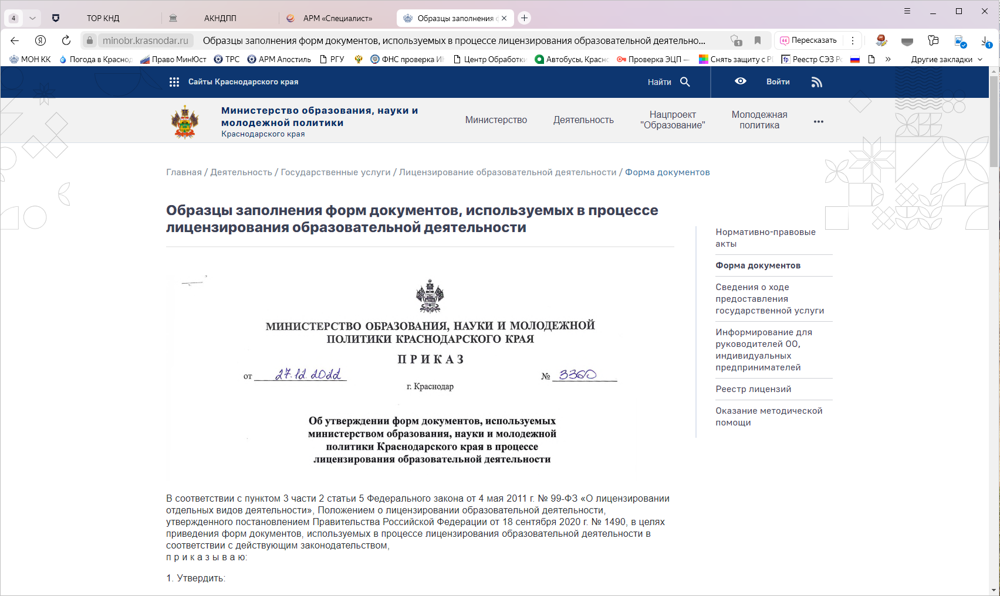 4
ТОР КНД
АКНДПП
АРМ «Специалист»
Образцы заполнения
minobr.krasnodar.ru
Образцы заполнения форм документов, используемых в процессе лицензирования образовательной деятельно...
1
Пересказать
1
МОН КК
Погода в Краснод
Право МинЮст
ТРС
АРМ Апостиль
РГУ
ФНС проверка
Центр Обработки
Автобусы, Красно
Проверка ЭЦП —
Снять защиту с
Реестр СЭЗ
»
Другие закладки
Сайты Краснодарского края
Найти
Войти
Министерство образования, науки и
молодежной политики
Краснодарского края
Министерство
Деятельность
Нацпроект
"Образование"
Молодежная
политика
Главная / Деятельность / Государственные услуги / Лицензирование образовательной деятельности / Форма документов
Образцы заполнения форм документов, используемых в процессе
лицензирования образовательной деятельности
МИНИСТЕРСТВО ОБРАЗОВАНИЯ, НАУКИ И МОЛОДЕЖНОЙ
ПОЛИТИКИ КРАСНОДАРСКОГО КРАЯ
П Р И К А З
от 27.12.2022 № 3360
г. Краснодар
Об утверждении форм документов, используемых
министерством образования, науки и молодежной
политики Краснодарского края в процессе
лицензирования образовательной деятельности
В соответствии с пунктом 3 части 2 статьи 5 Федерального закона от 4 мая 2011 г. № 99-ФЗ «О лицензировании
отдельных видов деятельности», Положением о лицензировании образовательной деятельности,
утвержденного постановлением Правительства Российской Федерации от 18 сентября 2020 г. № 1490, в целях
приведения форм документов, используемых в процессе лицензирования образовательной деятельности в
соответствии с действующим законодательством,
п р и к а з ы в а ю:
1. Утвердить:
Нормативно-правовые
акты
Форма документов
Сведения о ходе
предоставления
государственной услуги
Информирование для
руководителей ОО,
индивидуальных
предпринимателей
Реестр лицензий
Оказание методической
помощи